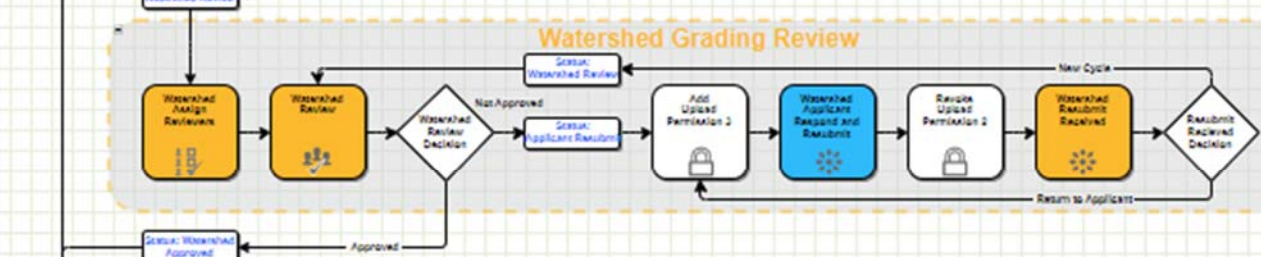 Watershed Grading Review
Status:
Watershed Review
New Cycle
Watershed
Assign
Reviewers
Watershed
Review
Watershed
Review
Decision
Not Approved
Status:
Applicant Resubmit
Add
Upload
Permission
Watershed
Applicant
Respond and
Resubmit
Revoke
Upload
Permission 2
Watershed
Resubmit
Received
Resubmit
Recieved
Decision
Return to Applicant
Status: Watershed
Approved
Approved